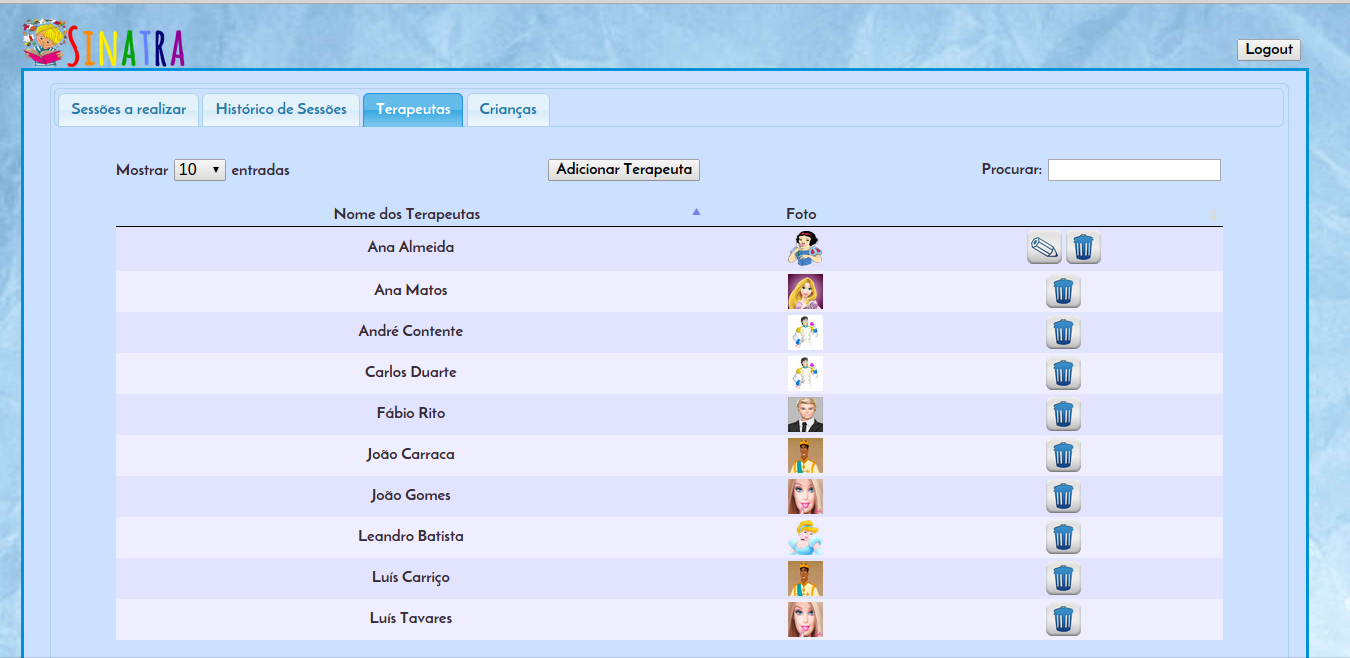 SINATRA
Logout
Sessões a realizar Histórico de Sessões Terapeutas Crianças
Mostrar 10 entradas Adicionar Terapeuta Procurar:
Nome dos Terapeutas Foto
Ana Almeida
Ana Matos
André Contente
Carlos Duarte
Fábio Rito
João Carraca
João Gomes
Leandro Batista
Luís Carriço
Luís Tavares